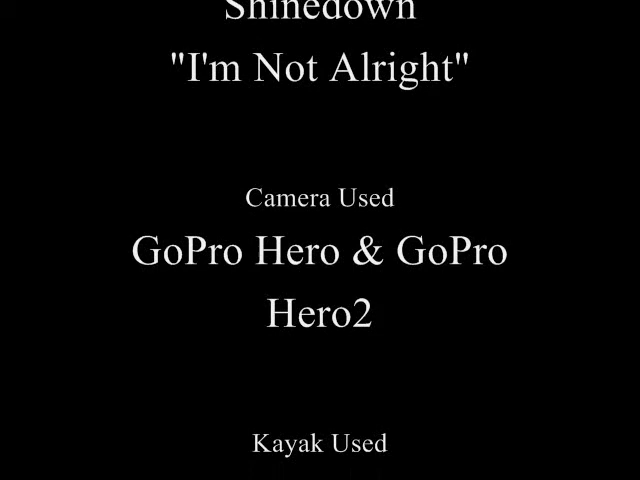 Shinedown
"I'm Not Alright"
Camera Used
GoPro Hero & GoPro
Hero2
Kayak Used